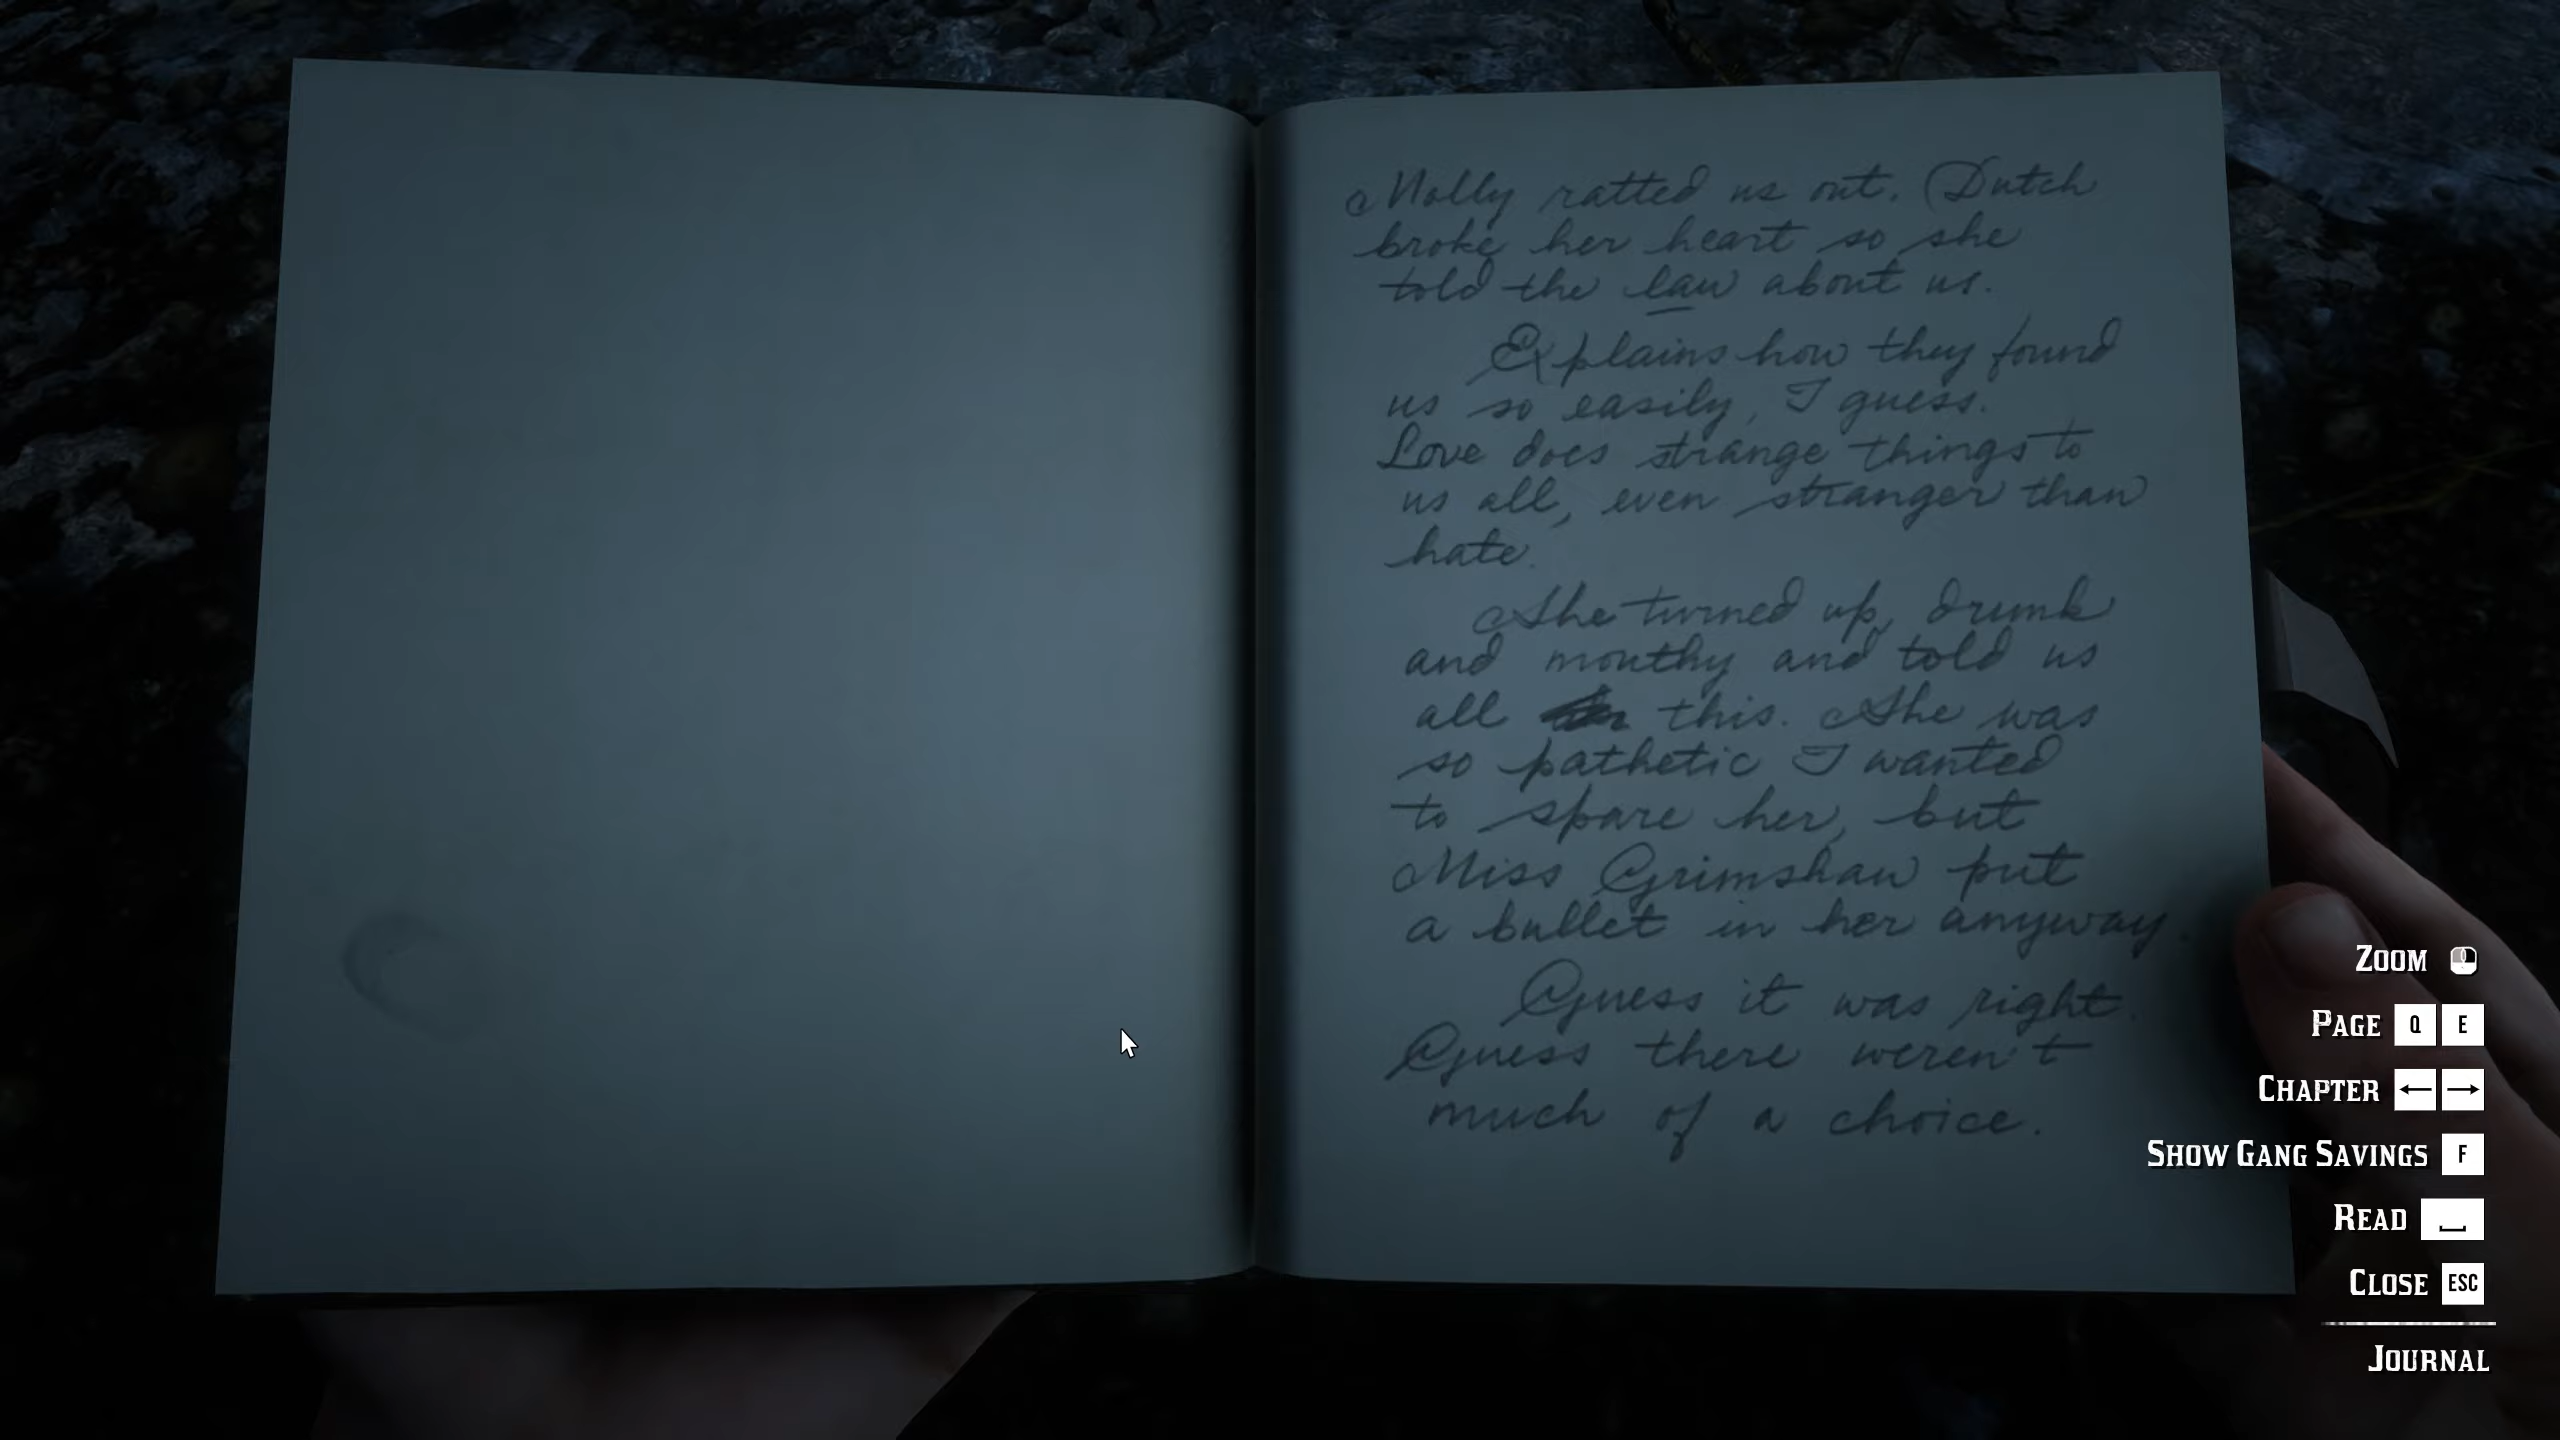 Molly ratted us out. Dutch
broke her heart so she
told the law about us.
Explains how they found
us so easily, I guess.
Love does strange things to
us all, even stranger than
hate.
She turned up, drunk
and mouthy and told us
all this. She was
so pathetic I wanted
to spare her, but
Miss Grimshaw put
a bullet in her anyway.
Guess it was right.
Guess there weren't
much of a choice.
ZOOM
PAGE Q E
CHAPTER ← →
SHOW GANG SAVINGS F
READ
CLOSE ESC
JOURNAL